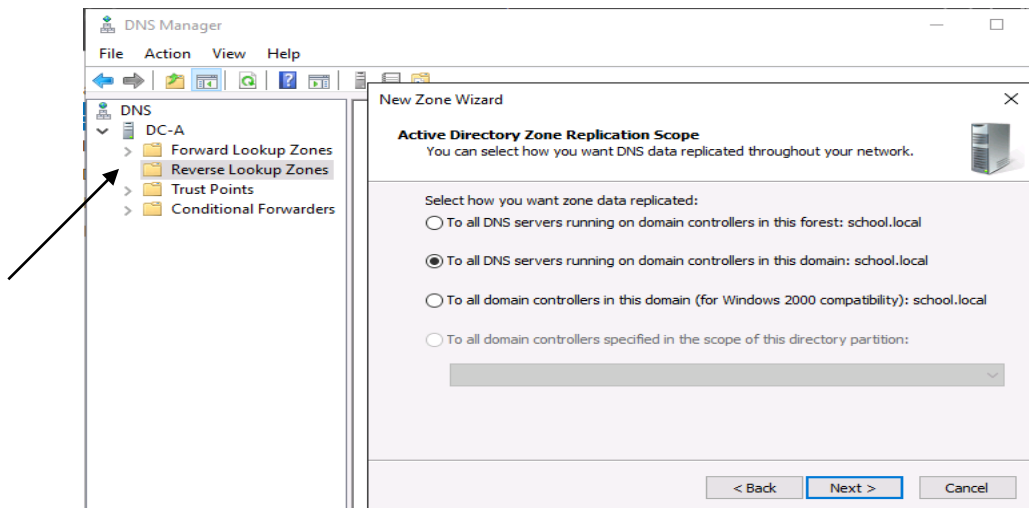 DNS Manager
File Action View Help
DNS
DC-A
Forward Lookup Zones
Reverse Lookup Zones
Trust Points
Conditional Forwarders
New Zone Wizard
Active Directory Zone Replication Scope
You can select how you want DNS data replicated throughout your network.
Select how you want zone data replicated:
To all DNS servers running on domain controllers in this forest: school.local
To all DNS servers running on domain controllers in this domain: school.local
To all domain controllers in this domain (for Windows 2000 compatibility): school.local
To all domain controllers specified in the scope of this directory partition:
< Back Next > Cancel